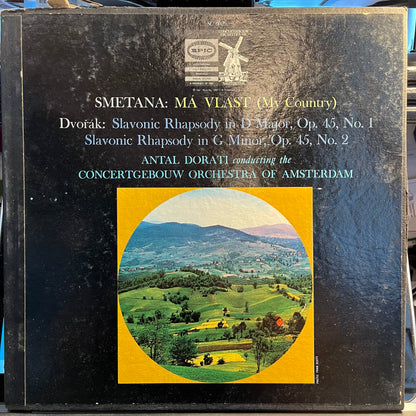 EPIC
SMETANA: MÁ VLAST (My Country)
Dvořák: Slavonic Rhapsody in D Major, Op. 45, No. 1
Slavonic Rhapsody in G Minor, Op. 45, No. 2
ANTAL DORATI conducting the
CONCERTGEBOUW ORCHESTRA OF AMSTERDAM